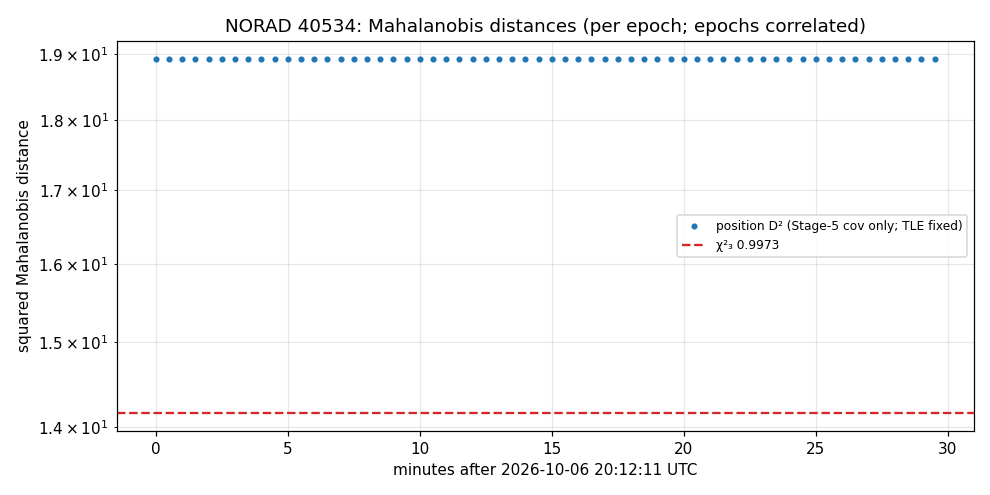 NORAD 40534: Mahalanobis distances (per epoch; epochs correlated)
squared Mahalanobis distance
1.9 × 10¹
1.8 × 10¹
1.7 × 10¹
1.6 × 10¹
1.5 × 10¹
1.4 × 10¹
position D² (Stage-5 cov only; TLE fixed)
χ²₃ 0.9973
0 5 10 15 20 25 30
minutes after 2026-10-06 20:12:11 UTC